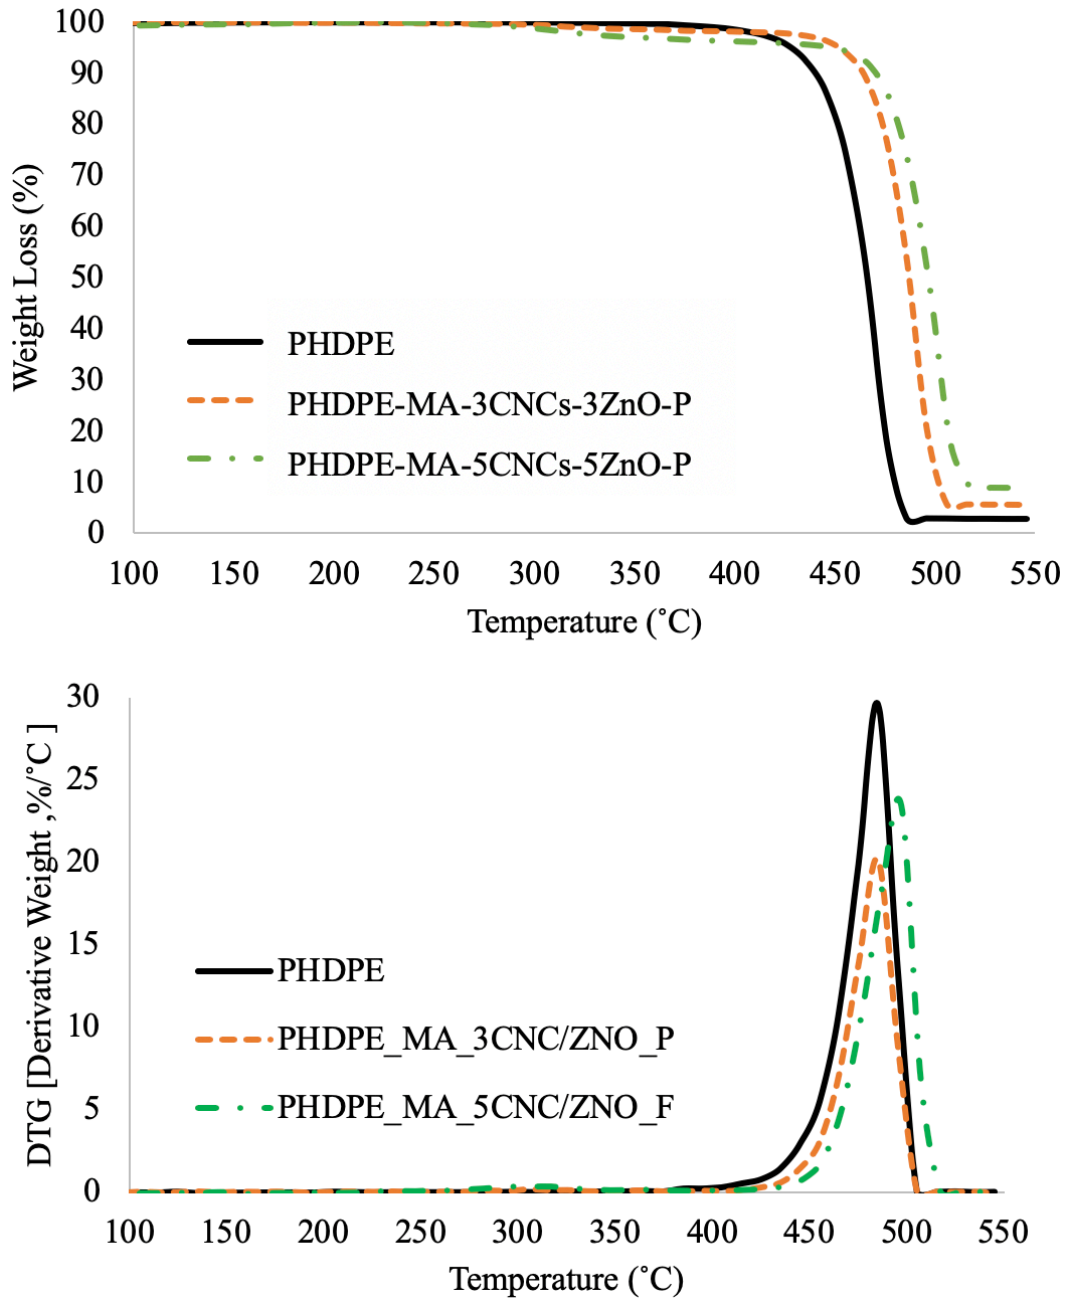 100
90
80
70
60
50
40
30
20
10
0
Weight Loss (%)
PHDPE
PHDPE-MA-3CNCs-3ZnO-P
PHDPE-MA-5CNCs-5ZnO-P
100 150 200 250 300 350 400 450 500 550
Temperature (˚C)
30
25
20
15
10
5
0
DTG [Derivative Weight ,%/˚C ]
PHDPE
PHDPE_MA_3CNC/ZNO_P
PHDPE_MA_5CNC/ZNO_F
100 150 200 250 300 350 400 450 500 550
Temperature (˚C)